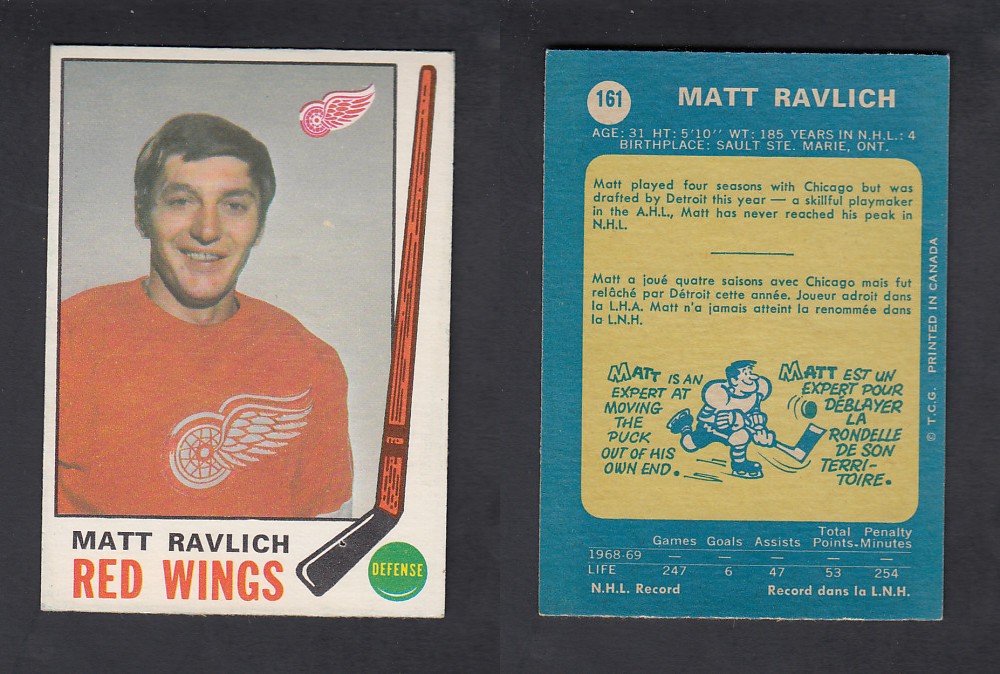 MATT RAVLICH
RED WINGS
DEFENSE
161
MATT RAVLICH
AGE: 31 HT: 5'10'' WT: 185 YEARS IN N.H.L.: 4
BIRTHPLACE: SAULT STE. MARIE, ONT.
Matt played four seasons with Chicago but was
drafted by Detroit this year — a skillful playmaker
in the A.H.L., Matt has never reached his peak in
N.H.L.
Matt a joué quatre saisons avec Chicago mais fut
relâché par Détroit cette année. Joueur adroit dans
la L.H.A. Matt n'a jamais atteint la renommée dans
la L.N.H.
MATT IS AN
EXPERT AT
MOVING
THE
PUCK
OUT OF HIS
OWN END.
MATT EST UN
EXPERT POUR
DÉBLAYER
LA
RONDELLE
DE SON
TERRI-
TOIRE.
© T.C.G. PRINTED IN CANADA
Total Penalty
Games Goals Assists Points-Minutes
1968-69 — — — — —
LIFE 247 6 47 53 254
N.H.L. Record Record dans la L.N.H.